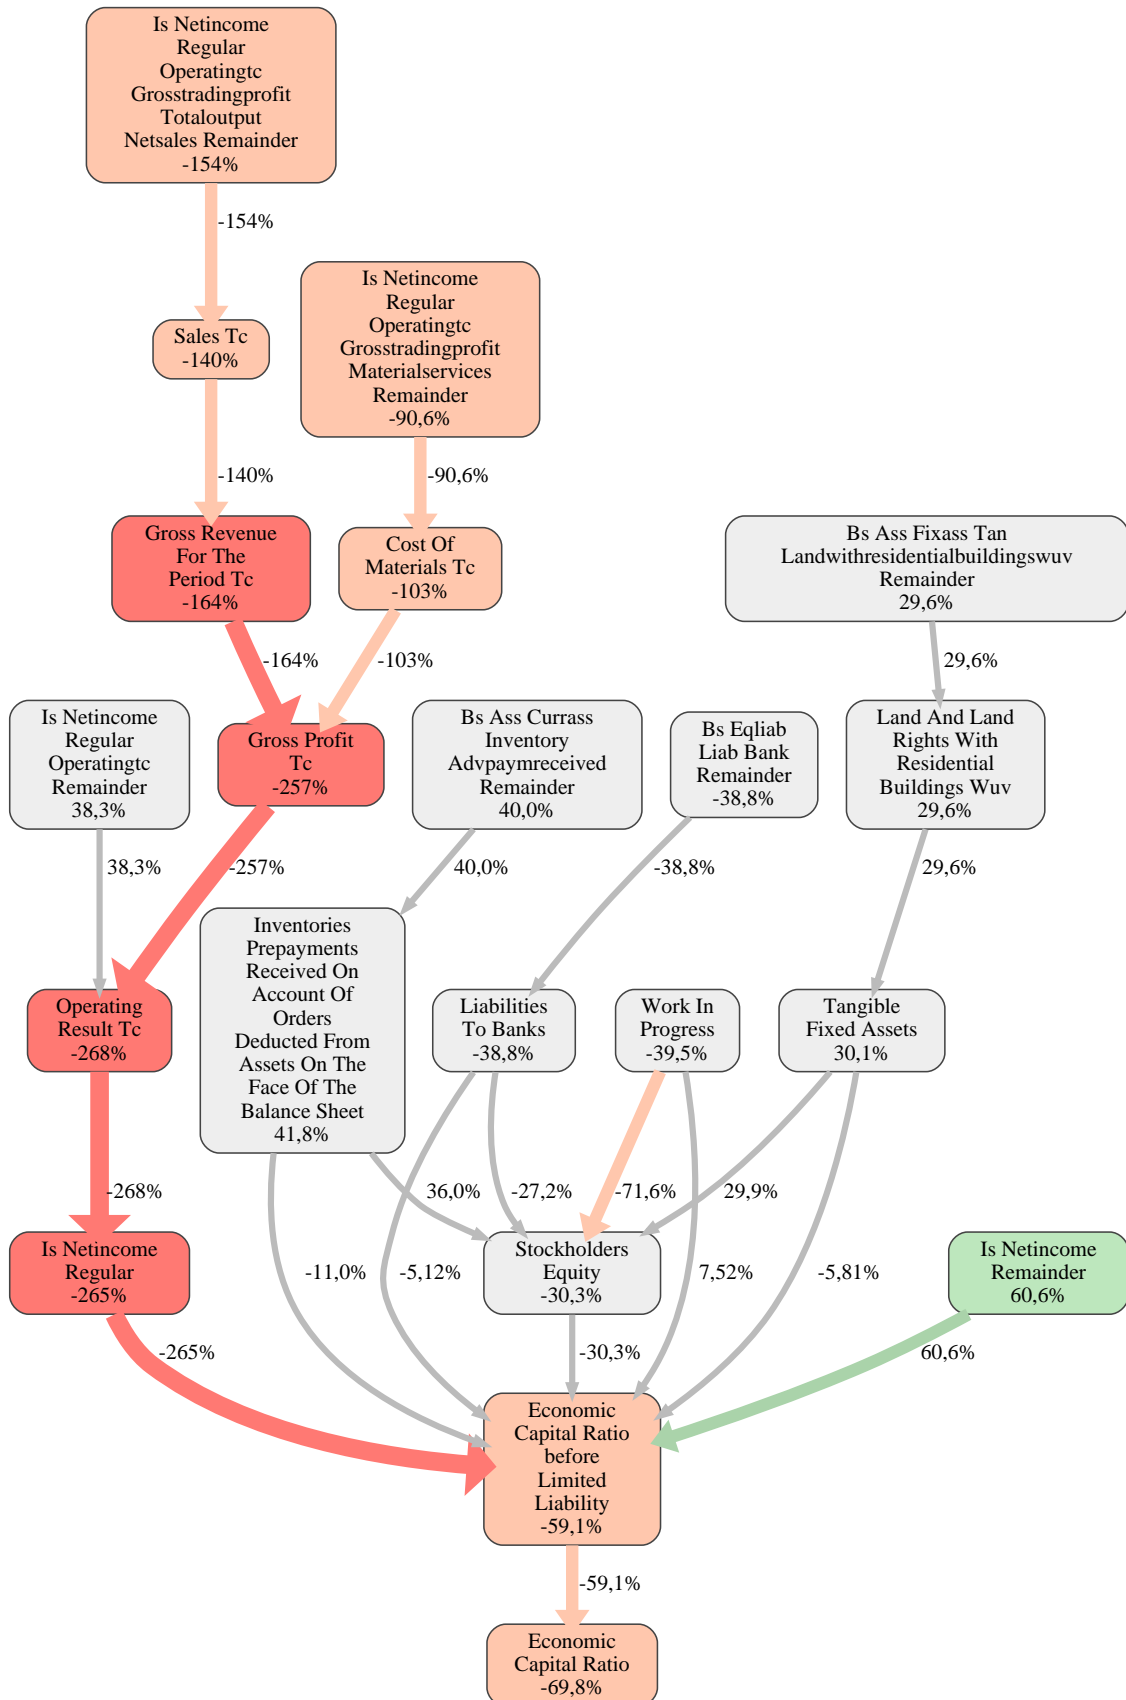 Is Netincome
Regular
Operatingtc
Grosstradingprofit
Totaloutput
Netsales Remainder
-154%
-154%
Is Netincome
Regular
Operatingtc
Grosstradingprofit
Materialservices
Remainder
-90,6%
Sales Tc
-140%
-140%
-90,6%
Gross Revenue
For The
Period Tc
-164%
Cost Of
Materials Tc
-103%
Bs Ass Fixass Tan
Landwithresidentialbuildingswuv
Remainder
29,6%
-164%
-103%
29,6%
Is Netincome
Regular
Operatingtc
Remainder
38,3%
Gross Profit
Tc
-257%
Bs Ass Currass
Inventory
Advpaymreceived
Remainder
40,0%
Bs Eqliab
Liab Bank
Remainder
-38,8%
Land And Land
Rights With
Residential
Buildings Wuv
29,6%
38,3%
-257%
40,0%
-38,8%
29,6%
Inventories
Prepayments
Received On
Account Of
Orders
Deducted From
Assets On The
Face Of The
Balance Sheet
41,8%
Operating
Result Tc
-268%
Liabilities
To Banks
-38,8%
Work In
Progress
-39,5%
Tangible
Fixed Assets
30,1%
-268%
36,0%
-27,2%
-71,6%
29,9%
Is Netincome
Regular
-265%
-11,0%
-5,12%
Stockholders
Equity
-30,3%
7,52%
-5,81%
Is Netincome
Remainder
60,6%
-265%
-30,3%
60,6%
Economic
Capital Ratio
before
Limited
Liability
-59,1%
-59,1%
Economic
Capital Ratio
-69,8%